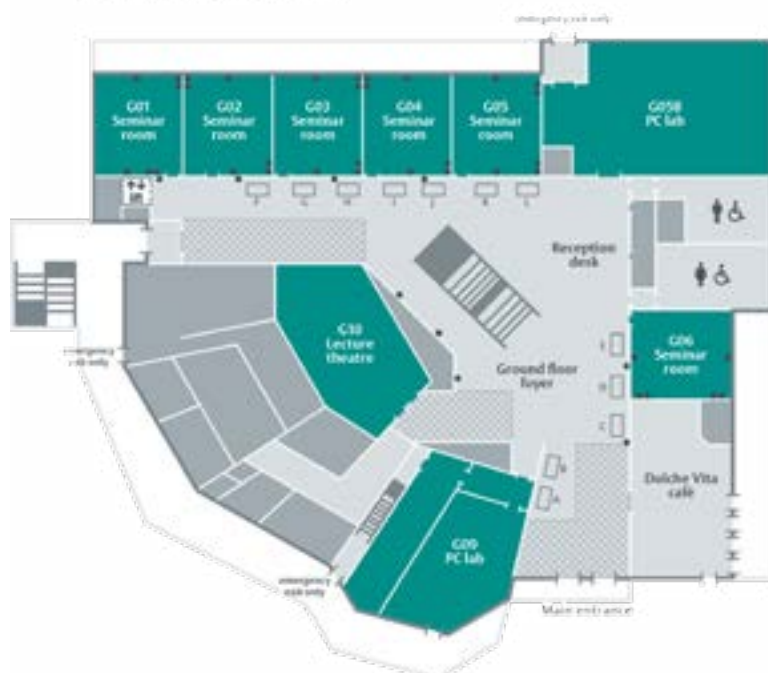 emergency exit only
G01
Seminar
room
G02
Seminar
room
G03
Seminar
room
G04
Seminar
room
G05
Seminar
room
G05B
PC lab
F
G
H
I
J
K
L
Reception
desk
G10
Lecture
theatre
Ground floor
foyer
E
D
C
G06
Seminar
room
emergency
exit only
B
A
Dolche Vita
café
G09
PC lab
emergency
exit only
Main entrance